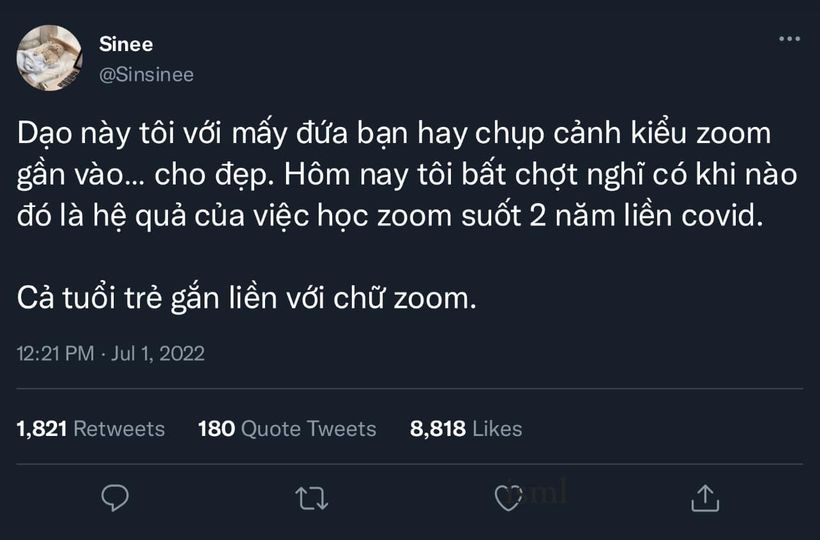 Sinee
@Sinsinee
Dạo này tôi với mấy đứa bạn hay chụp cảnh kiểu zoom
gần vào... cho đẹp. Hôm nay tôi bất chợt nghĩ có khi nào
đó là hệ quả của việc học zoom suốt 2 năm liền covid.
Cả tuổi trẻ gắn liền với chữ zoom.
12:21 PM · Jul 1, 2022
1,821 Retweets 180 Quote Tweets 8,818 Likes